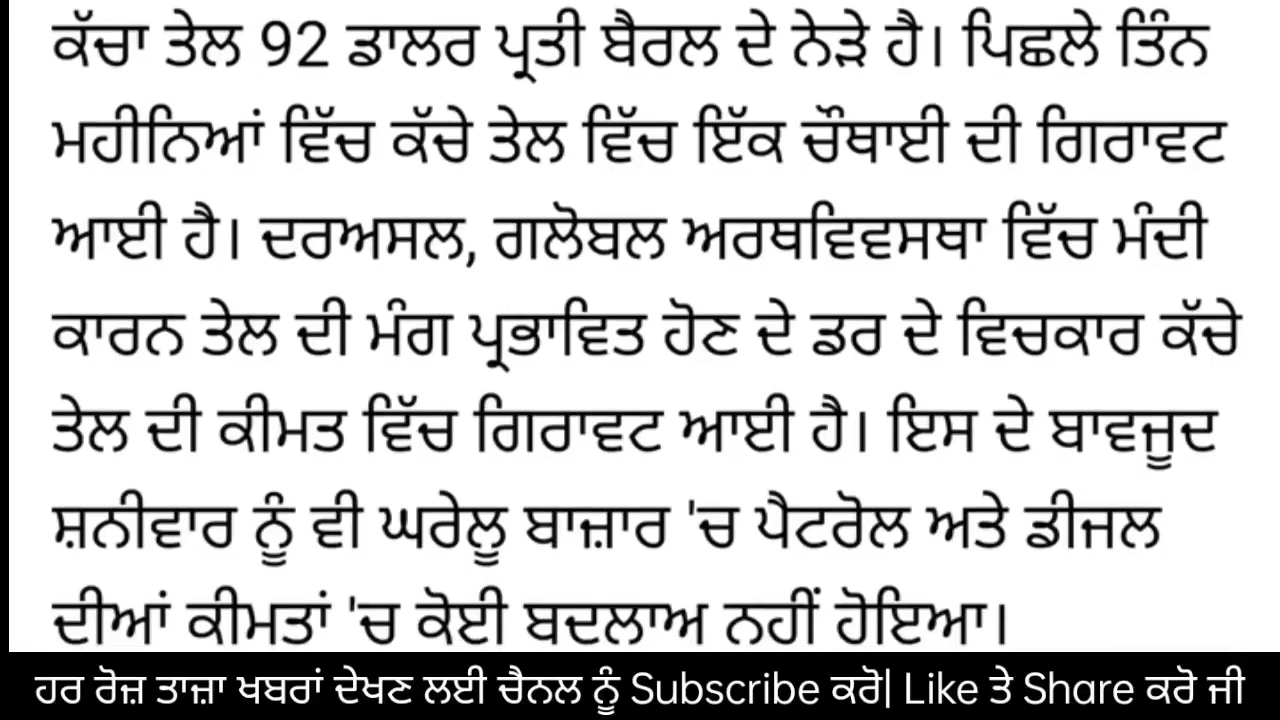 ਕੱਚਾ ਤੇਲ 92 ਡਾਲਰ ਪ੍ਰਤੀ ਬੈਰਲ ਦੇ ਨੇੜੇ ਹੈ। ਪਿਛਲੇ ਤਿੰਨ
ਮਹੀਨਿਆਂ ਵਿੱਚ ਕੱਚੇ ਤੇਲ ਵਿੱਚ ਇੱਕ ਚੌਥਾਈ ਦੀ ਗਿਰਾਵਟ
ਆਈ ਹੈ। ਦਰਅਸਲ, ਗਲੋਬਲ ਅਰਥਵਿਵਸਥਾ ਵਿੱਚ ਮੰਦੀ
ਕਾਰਨ ਤੇਲ ਦੀ ਮੰਗ ਪ੍ਰਭਾਵਿਤ ਹੋਣ ਦੇ ਡਰ ਦੇ ਵਿਚਕਾਰ ਕੱਚੇ
ਤੇਲ ਦੀ ਕੀਮਤ ਵਿੱਚ ਗਿਰਾਵਟ ਆਈ ਹੈ। ਇਸ ਦੇ ਬਾਵਜੂਦ
ਸ਼ਨੀਵਾਰ ਨੂੰ ਵੀ ਘਰੇਲੂ ਬਾਜ਼ਾਰ 'ਚ ਪੈਟਰੋਲ ਅਤੇ ਡੀਜਲ
ਦੀਆਂ ਕੀਮਤਾਂ 'ਚ ਕੋਈ ਬਦਲਾਅ ਨਹੀਂ ਹੋਇਆ।
ਹਰ ਰੋਜ਼ ਤਾਜ਼ਾ ਖਬਰਾਂ ਦੇਖਣ ਲਈ ਚੈਨਲ ਨੂੰ Subscribe ਕਰੋ| Like ਤੇ Share ਕਰੋ ਜੀ